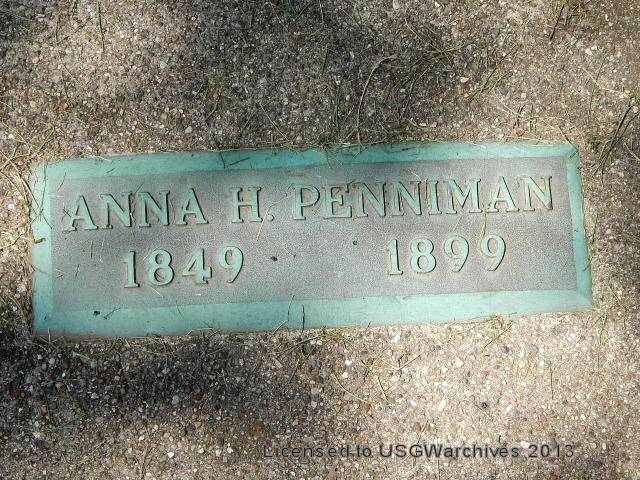 ANNA H. PENNIMAN
1849 1899
Licensed to USGWarchives 2013